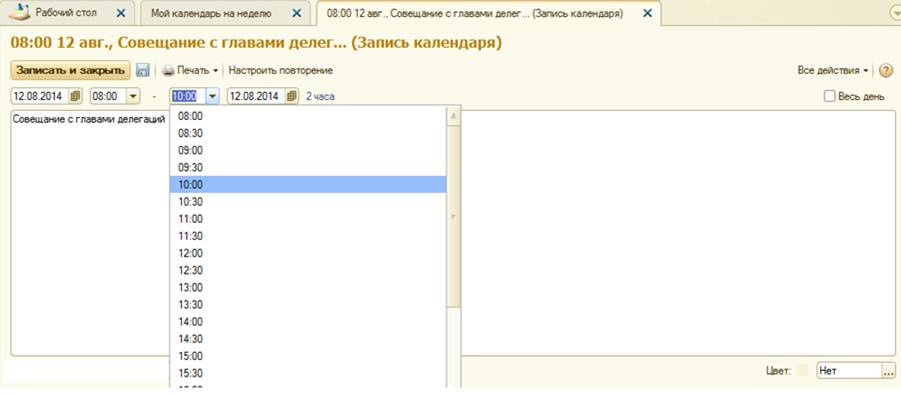 Рабочий стол Мой календарь на неделю 08:00 12 авг., Совещание с главами делег... (Запись календаря)
08:00 12 авг., Совещание с главами делег... (Запись календаря)
Записать и закрыть Печать Настроить повторение Все действия
12.08.2014 08:00 - 10:00 12.08.2014 2 часа Весь день
Совещание с главами делегаций
08:00
08:30
09:00
09:30
10:00
10:30
11:00
11:30
12:00
12:30
13:00
13:30
14:00
14:30
15:00
15:30
Цвет: Нет ...